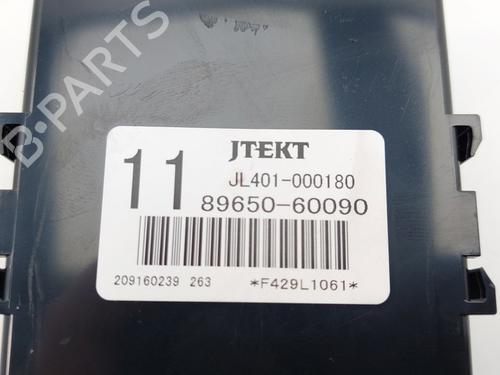 11
JTEKT
JL401-000180
89650-60090
209160239 263 *F429L1061*
B-PARTS